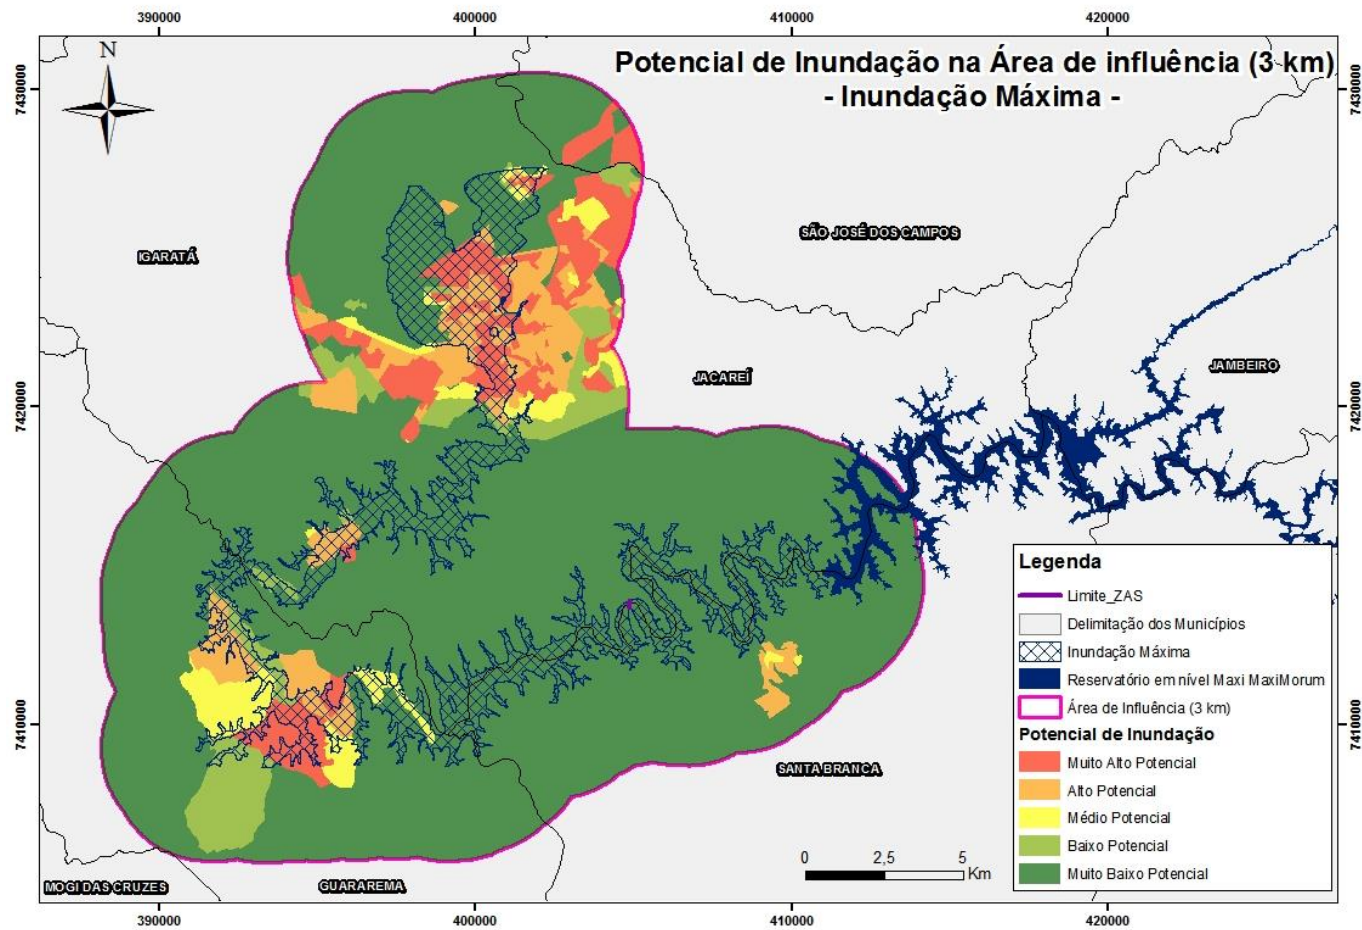 390000 400000 410000 420000
N
Potencial de Inundação na Área de influência (3 km)
- Inundação Máxima -
7430000
7430000
SÃO JOSÉ DOS CAMPOS
IGARATÁ
JAMBEIRO
JACAREÍ
7420000
7420000
Legenda
Limite_ZAS
Delimitação dos Municípios
Inundação Máxima
Reservatório em nível Maxi MaxiMorum
Área de Influência (3 km)
Potencial de Inundação
Muito Alto Potencial
Alto Potencial
Médio Potencial
Baixo Potencial
Muito Baixo Potencial
7410000
7410000
SANTA BRANCA
0 2,5 5
Km
MOGI DAS CRUZES
GUARAREMA
390000 400000 410000 420000